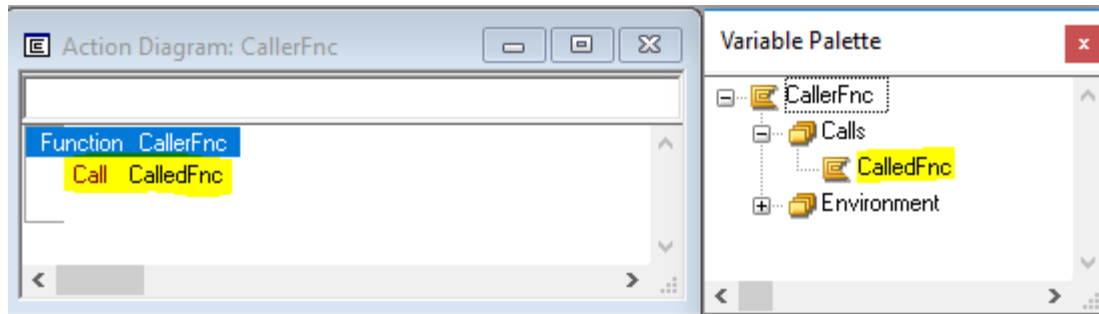 Action Diagram: CallerFnc
Function CallerFnc
Call CalledFnc
Variable Palette
CallerFnc
Calls
CalledFnc
Environment